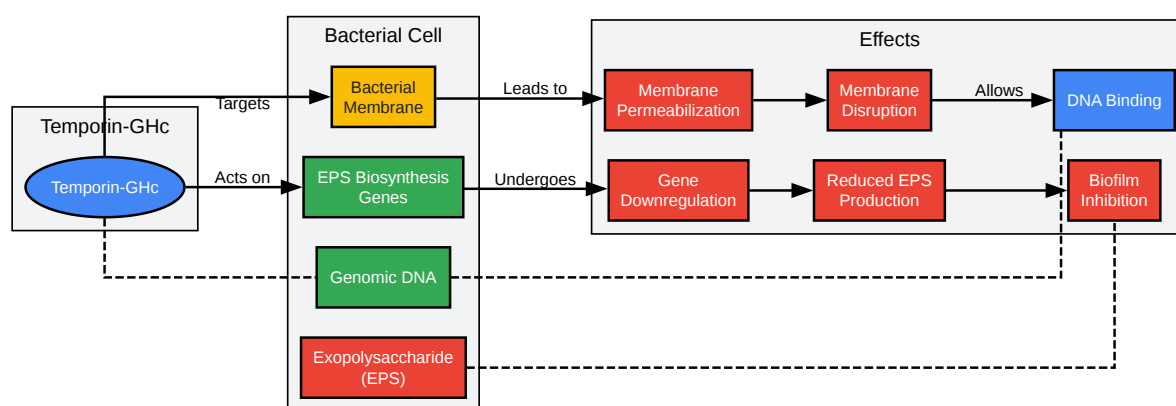 Bacterial Cell
Effects
Bacterial
Membrane
Leads to
Membrane
Permeabilization
Membrane
Disruption
Allows
DNA Binding
Targets
Temporin-GHc
Temporin-GHc
Acts on
EPS Biosynthesis
Genes
Undergoes
Gene
Downregulation
Reduced EPS
Production
Biofilm
Inhibition
Genomic DNA
Exopolysaccharide
(EPS)